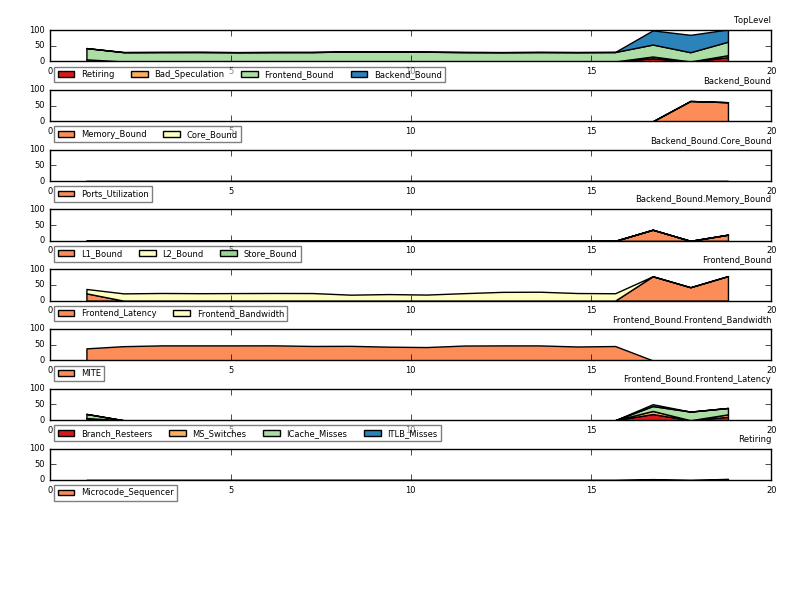 TopLevel
100
50
0
0 5 10 15 20
Retiring Bad_Speculation Frontend_Bound Backend_Bound
Backend_Bound
100
50
0
0 5 10 15 20
Memory_Bound Core_Bound
Backend_Bound.Core_Bound
100
50
0
0 5 10 15 20
Ports_Utilization
Backend_Bound.Memory_Bound
100
50
0
0 5 10 15 20
L1_Bound L2_Bound Store_Bound
Frontend_Bound
100
50
0
0 5 10 15 20
Frontend_Latency Frontend_Bandwidth
Frontend_Bound.Frontend_Bandwidth
100
50
0
0 5 10 15 20
MITE
Frontend_Bound.Frontend_Latency
100
50
0
0 5 10 15 20
Branch_Resteers MS_Switches ICache_Misses ITLB_Misses
Retiring
100
50
0
0 5 10 15 20
Microcode_Sequencer